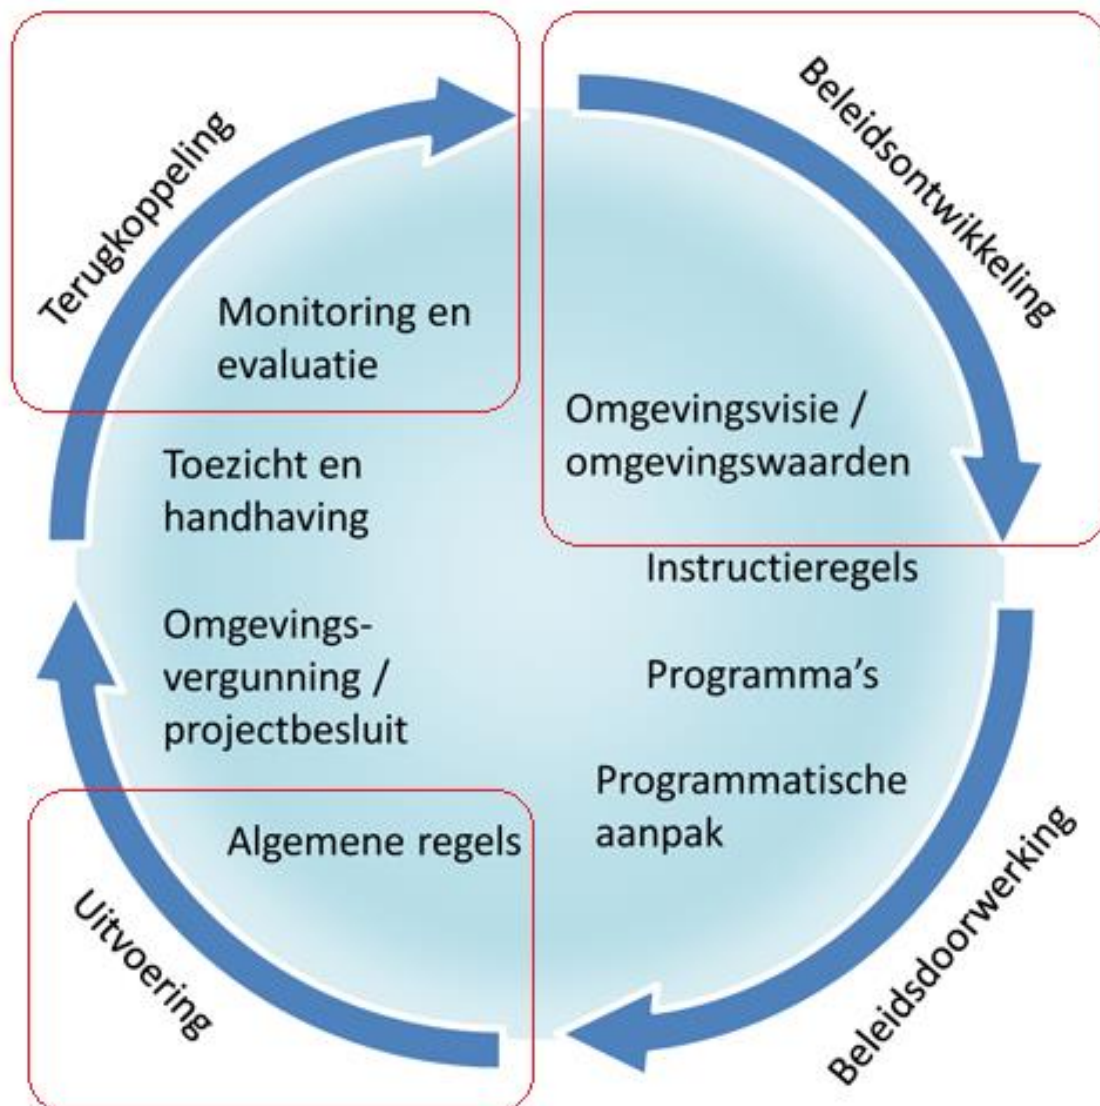 Terugkoppeling
Beleidsontwikkeling
Monitoring en
evaluatie
Omgevingsvisie /
omgevingswaarden
Toezicht en
handhaving
Instructieregels
Omgevings-
vergunning /
projectbesluit
Programma’s
Programmatische
aanpak
Algemene regels
Uitvoering
Beleidsdoorwerking